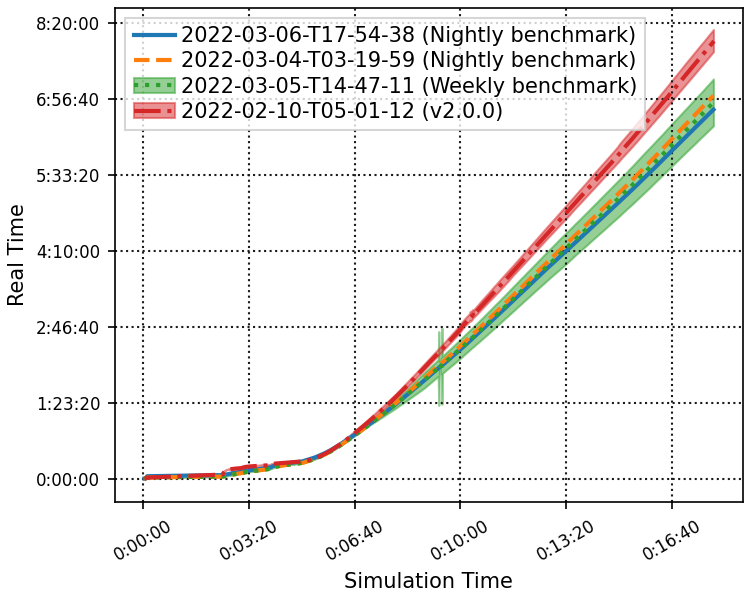 8:20:00
6:56:40
5:33:20
4:10:00
2:46:40
1:23:20
0:00:00
Real Time
2022-03-06-T17-54-38 (Nightly benchmark)
2022-03-04-T03-19-59 (Nightly benchmark)
2022-03-05-T14-47-11 (Weekly benchmark)
2022-02-10-T05-01-12 (v2.0.0)
0:00:00
0:03:20
0:06:40
0:10:00
0:13:20
0:16:40
Simulation Time